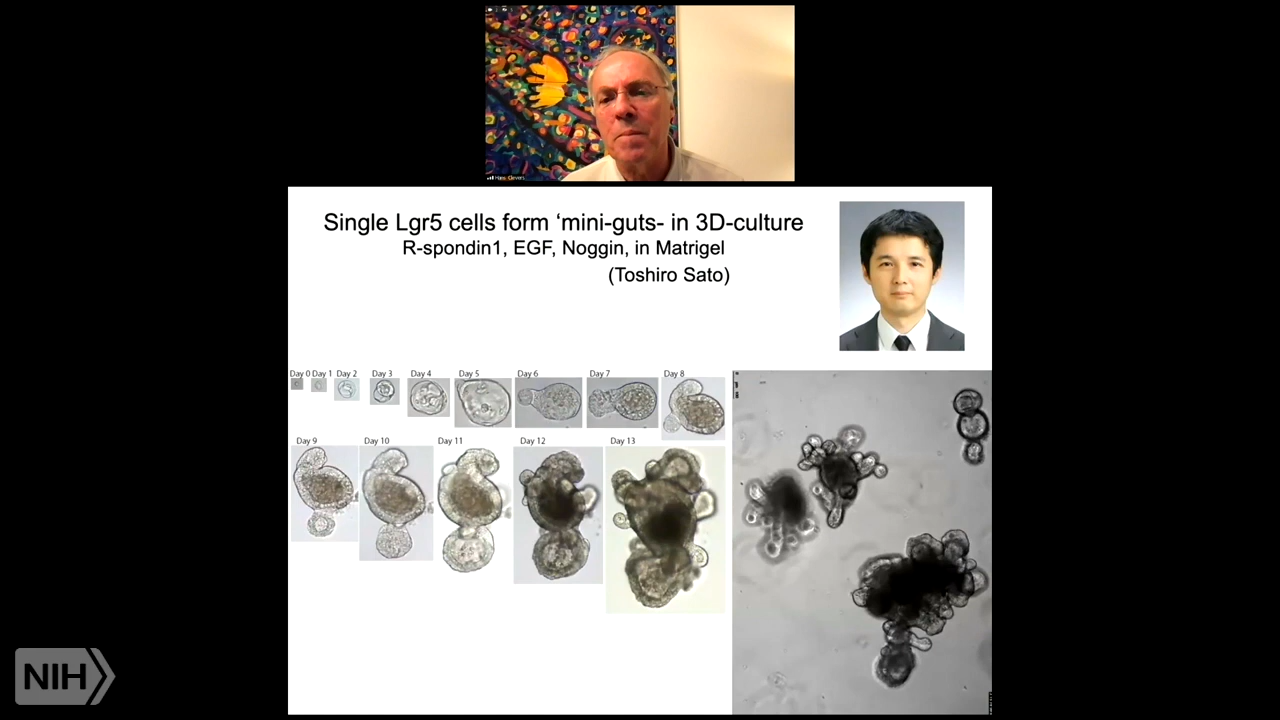 Hans Clevers
Single Lgr5 cells form ‘mini-guts- in 3D-culture
R-spondin1, EGF, Noggin, in Matrigel
(Toshiro Sato)
Day 0 Day 1 Day 2 Day 3 Day 4 Day 5 Day 6 Day 7 Day 8
Day 9 Day 10 Day 11 Day 12 Day 13
NIH